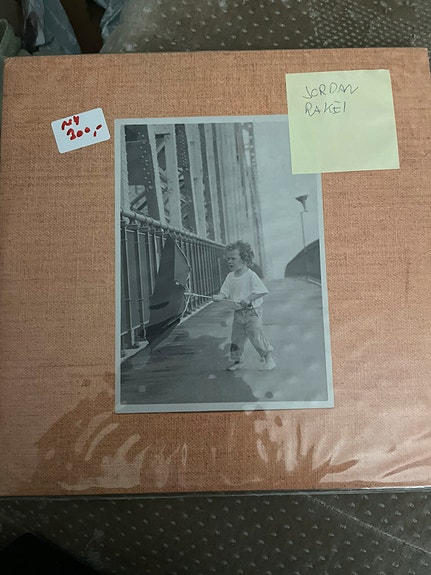 NY
300,-
JORDAN
RAKEI